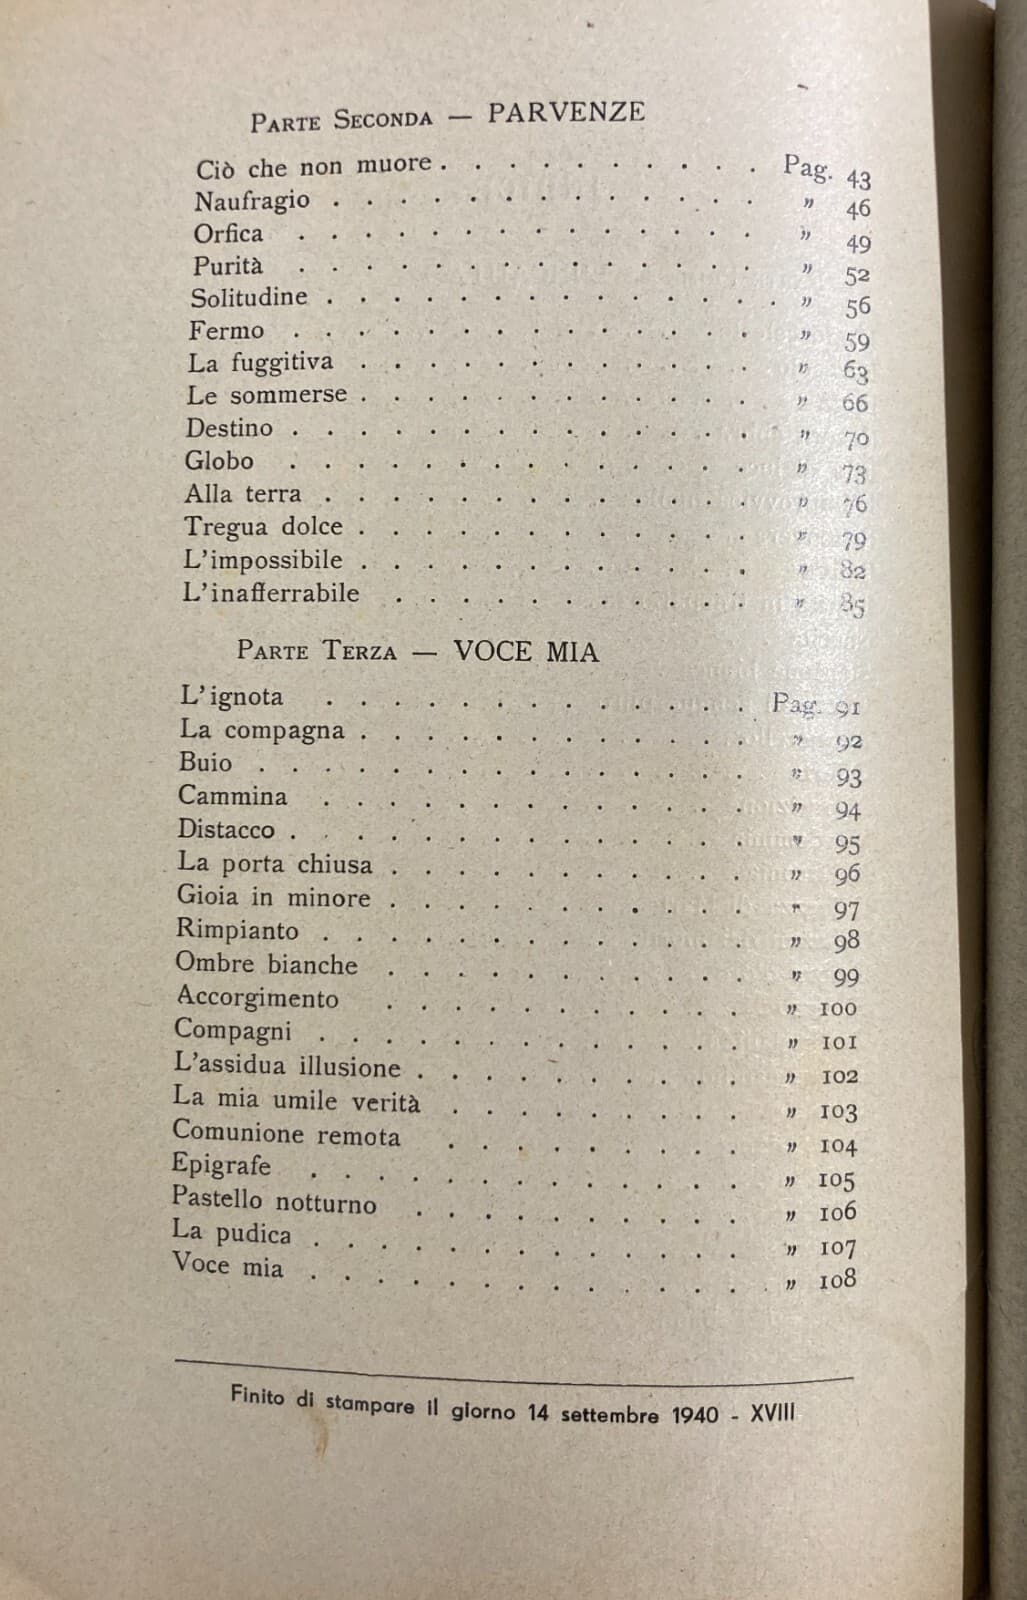 Parte Seconda — PARVENZE
Ciò che non muore . . . . . . . . . . Pag. 43
Naufragio . . . . . . . . . . . . . " 46
Orfica . . . . . . . . . . . . . . " 49
Purità . . . . . . . . . . . . . . " 52
Solitudine . . . . . . . . . . . . . . " 56
Fermo . . . . . . . . . . . . . . " 59
La fuggitiva . . . . . . . . . . . . " 63
Le sommerse . . . . . . . . . . . . " 66
Destino . . . . . . . . . . . . . . " 70
Globo . . . . . . . . . . . . . . " 73
Alla terra . . . . . . . . . . . . . " 76
Tregua dolce . . . . . . . . . . . . " 79
L'impossibile . . . . . . . . . . . . " 82
L'inafferrabile . . . . . . . . . . . " 85
Parte Terza — VOCE MIA
L'ignota . . . . . . . . . . . . . Pag. 91
La compagna . . . . . . . . . . . . " 92
Buio . . . . . . . . . . . . . . . " 93
Cammina . . . . . . . . . . . . . " 94
Distacco . . . . . . . . . . . . . . " 95
La porta chiusa . . . . . . . . . . . " 96
Gioia in minore . . . . . . . . . . . " 97
Rimpianto . . . . . . . . . . . . . " 98
Ombre bianche . . . . . . . . . . . " 99
Accorgimento . . . . . . . . . . . " 100
Compagni . . . . . . . . . . . . . " 101
L'assidua illusione . . . . . . . . . . " 102
La mia umile verità . . . . . . . . . " 103
Comunione remota . . . . . . . . . " 104
Epigrafe . . . . . . . . . . . . . " 105
Pastello notturno . . . . . . . . . . " 106
La pudica . . . . . . . . . . . . . " 107
Voce mia . . . . . . . . . . . . . . " 108
Finito di stampare il giorno 14 settembre 1940 - XVIII